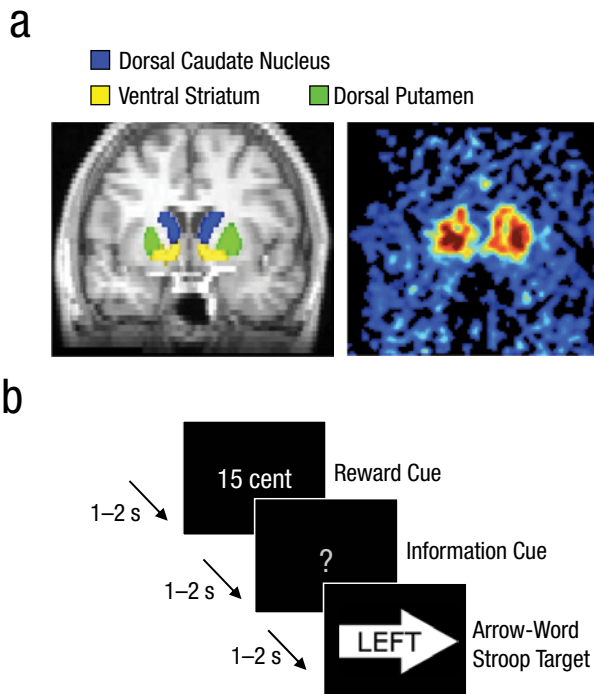 a
Dorsal Caudate Nucleus
Ventral Striatum Dorsal Putamen
b
15 cent
Reward Cue
1–2 s
?
Information Cue
1–2 s
LEFT
Arrow-Word
Stroop Target
1–2 s